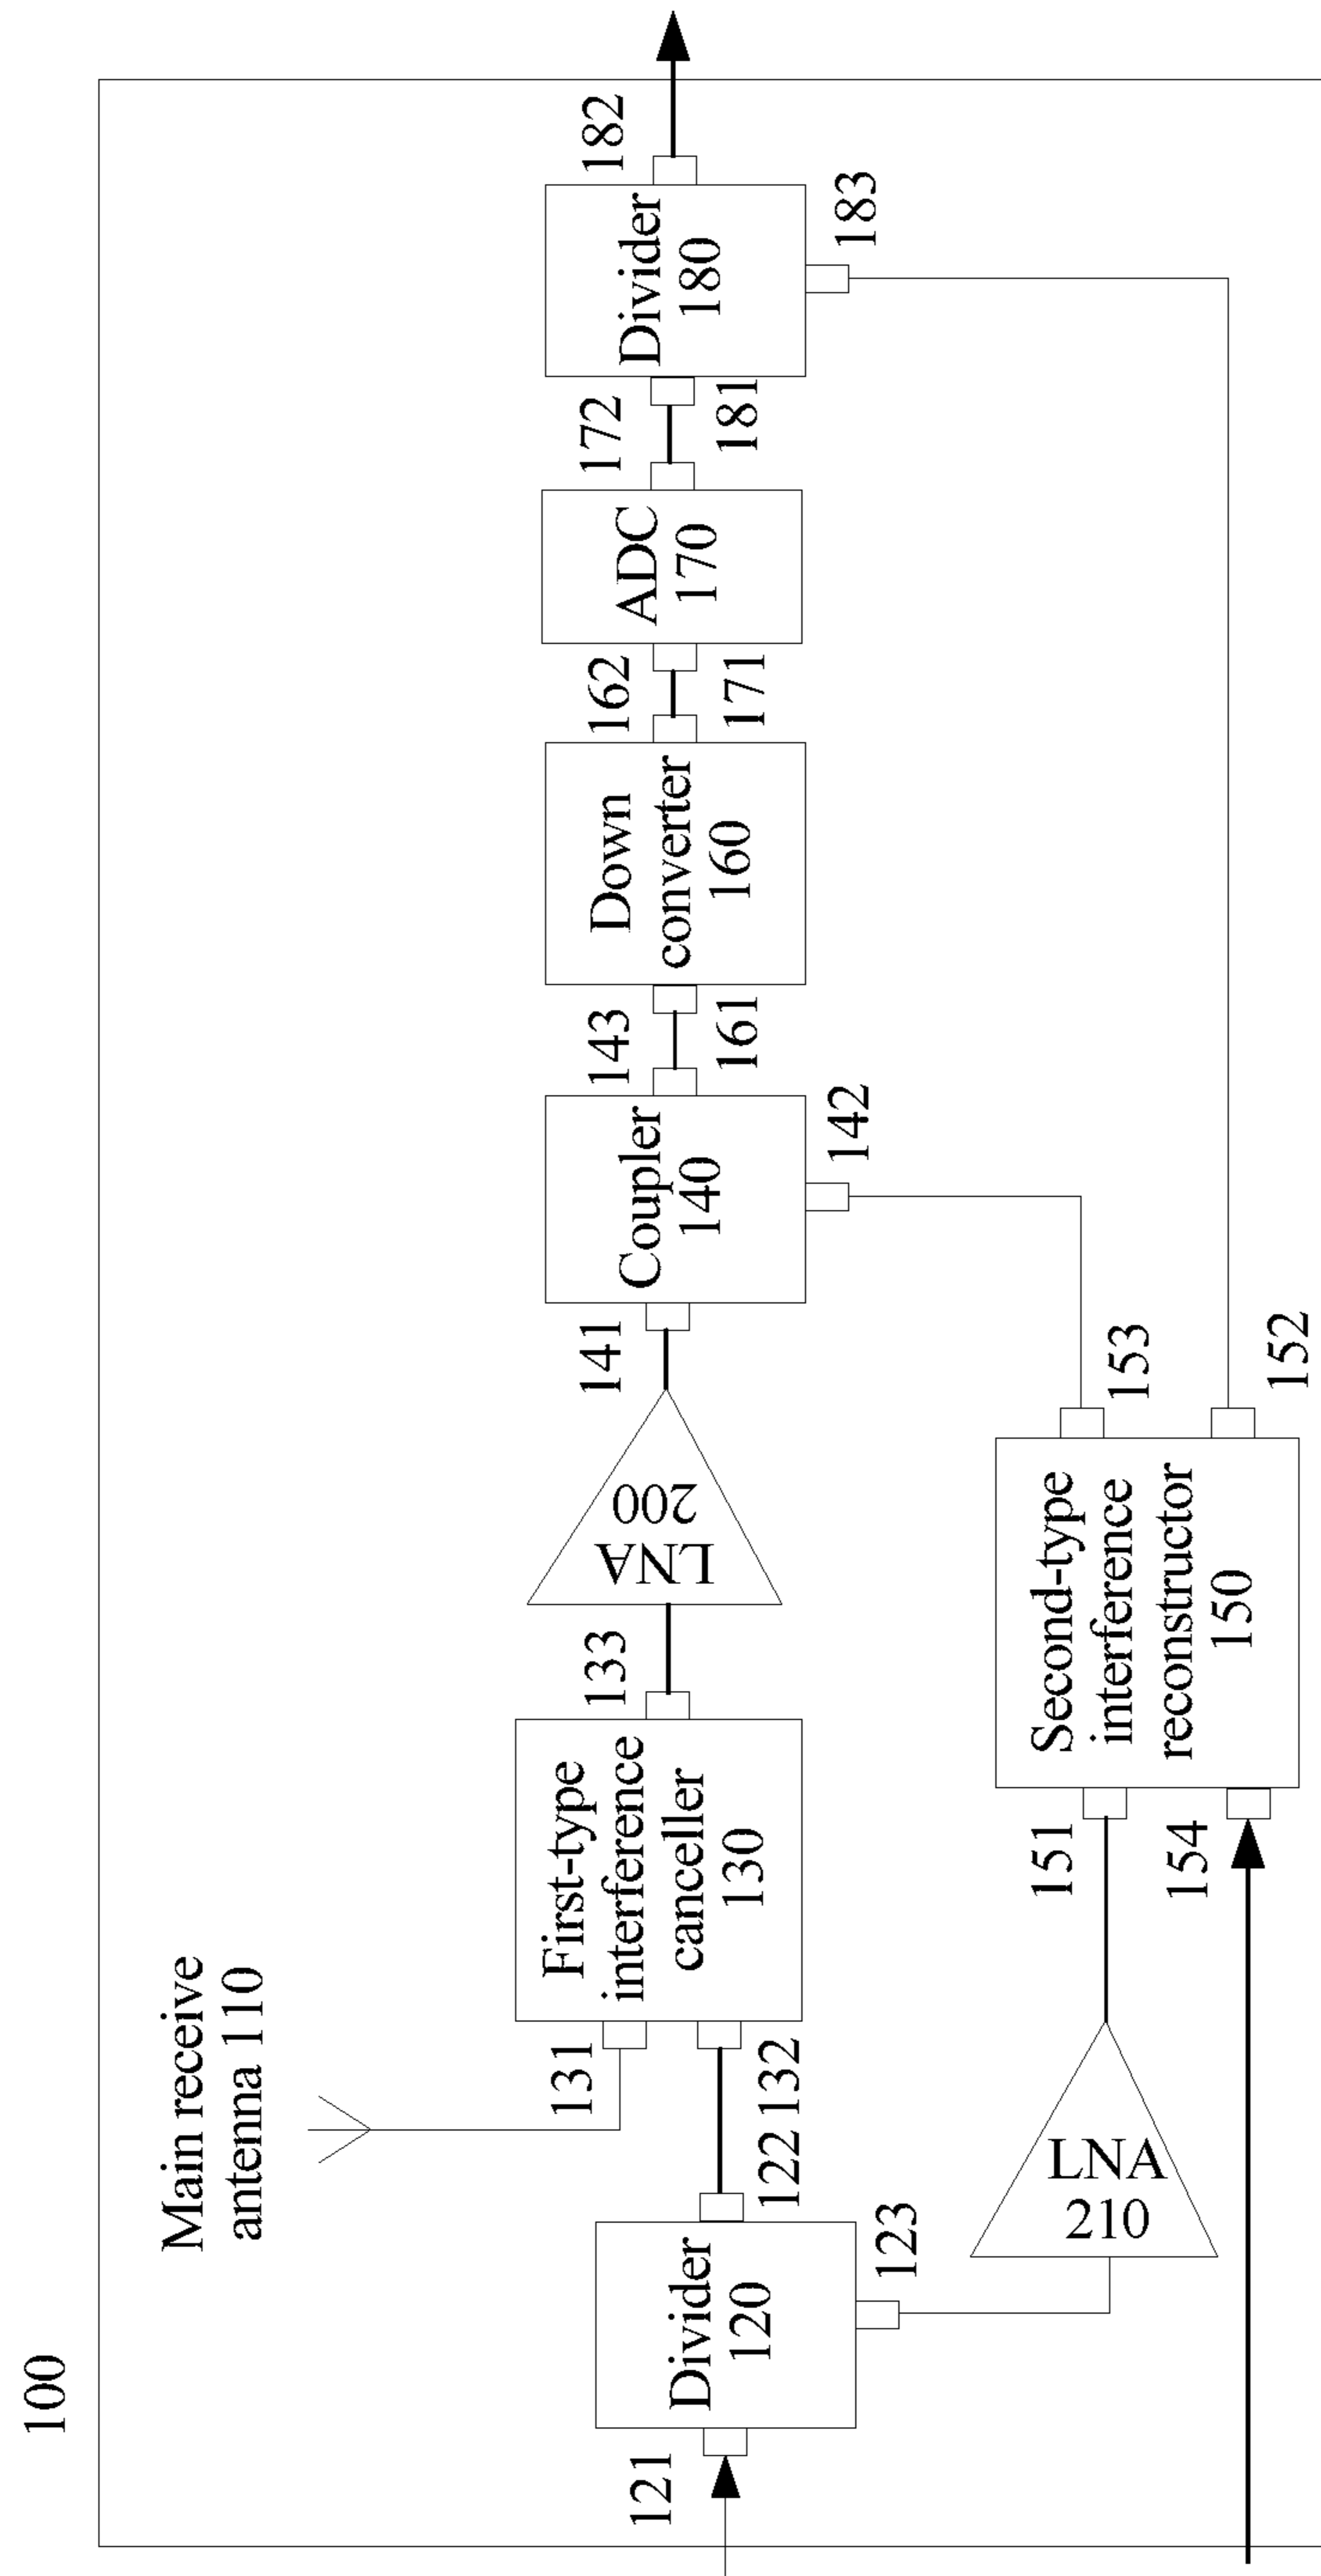 100
Main receive
antenna 110
121
Divider
120
122
132
123
131
First-type
interference
canceller
130
133
LNA
200
141
Coupler
140
143
142
161
Down
converter
160
162
171
ADC
170
172
181
Divider
180
182
183
LNA
210
151
154
Second-type
interference
reconstructor
150
153
152